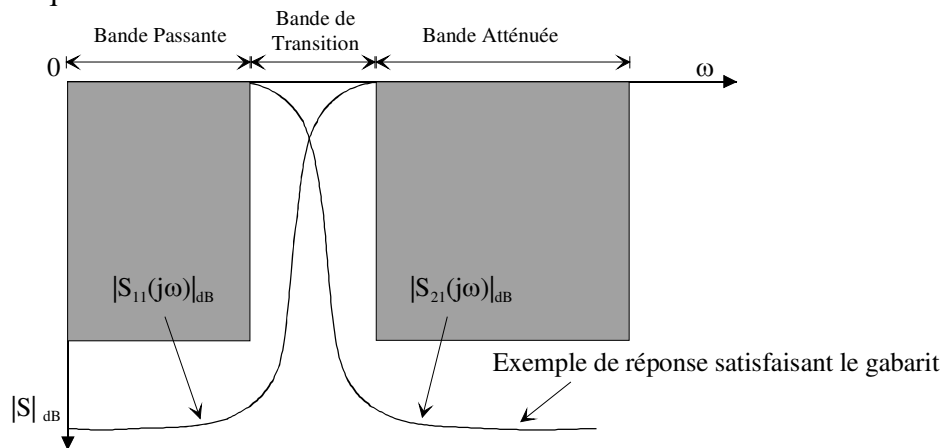 Bande Passante
Bande de
Transition
Bande Atténuée
0
ω
|S₁₁(jω)|dB
|S₂₁(jω)|dB
Exemple de réponse satisfaisant le gabarit
|S| dB